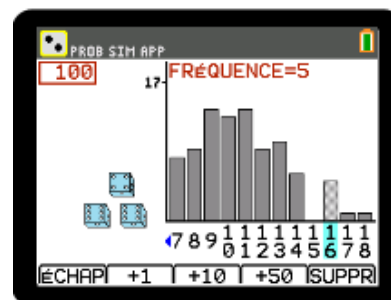 PROB SIM APP
100
FRÉQUENCE=5
17-
7 8 9 10 11 12 13 14 15 16 17 18
ÉCHAP +1 +10 +50 SUPPR